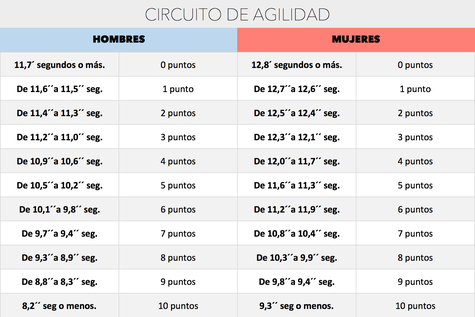 CIRCUITO DE AGILIDAD
HOMBRES MUJERES
11,7´ segundos o más. 0 puntos 12,8´ segundos o más. 0 puntos
De 11,6´´a 11,5´´ seg. 1 punto De 12,7´´a 12,6´´ seg. 1 punto
De 11,4´´a 11,3´´ seg. 2 puntos De 12,5´´a 12,4´´ seg. 2 puntos
De 11,2´´a 11,0´´ seg. 3 puntos De 12,3´´a 12,1´´ seg. 3 puntos
De 10,9´´a 10,6´´ seg. 4 puntos De 12,0´´a 11,7´´ seg. 4 puntos
De 10,5´´a 10,2´´ seg. 5 puntos De 11,6´´a 11,3´´ seg. 5 puntos
De 10,1´´a 9,8´´ seg. 6 puntos De 11,2´´a 11,9´´ seg. 6 puntos
De 9,7´´a 9,4´´ seg. 7 puntos De 10,8´´a 10,4´´ seg. 7 puntos
De 9,3´´a 8,9´´ seg. 8 puntos De 10,3´´a 9,9´´ seg. 8 puntos
De 8,8´´a 8,3´´ seg. 9 puntos De 9,8´´a 9,4´´ seg. 9 puntos
8,2´´ seg o menos. 10 puntos 9,3´´ seg o menos. 10 puntos